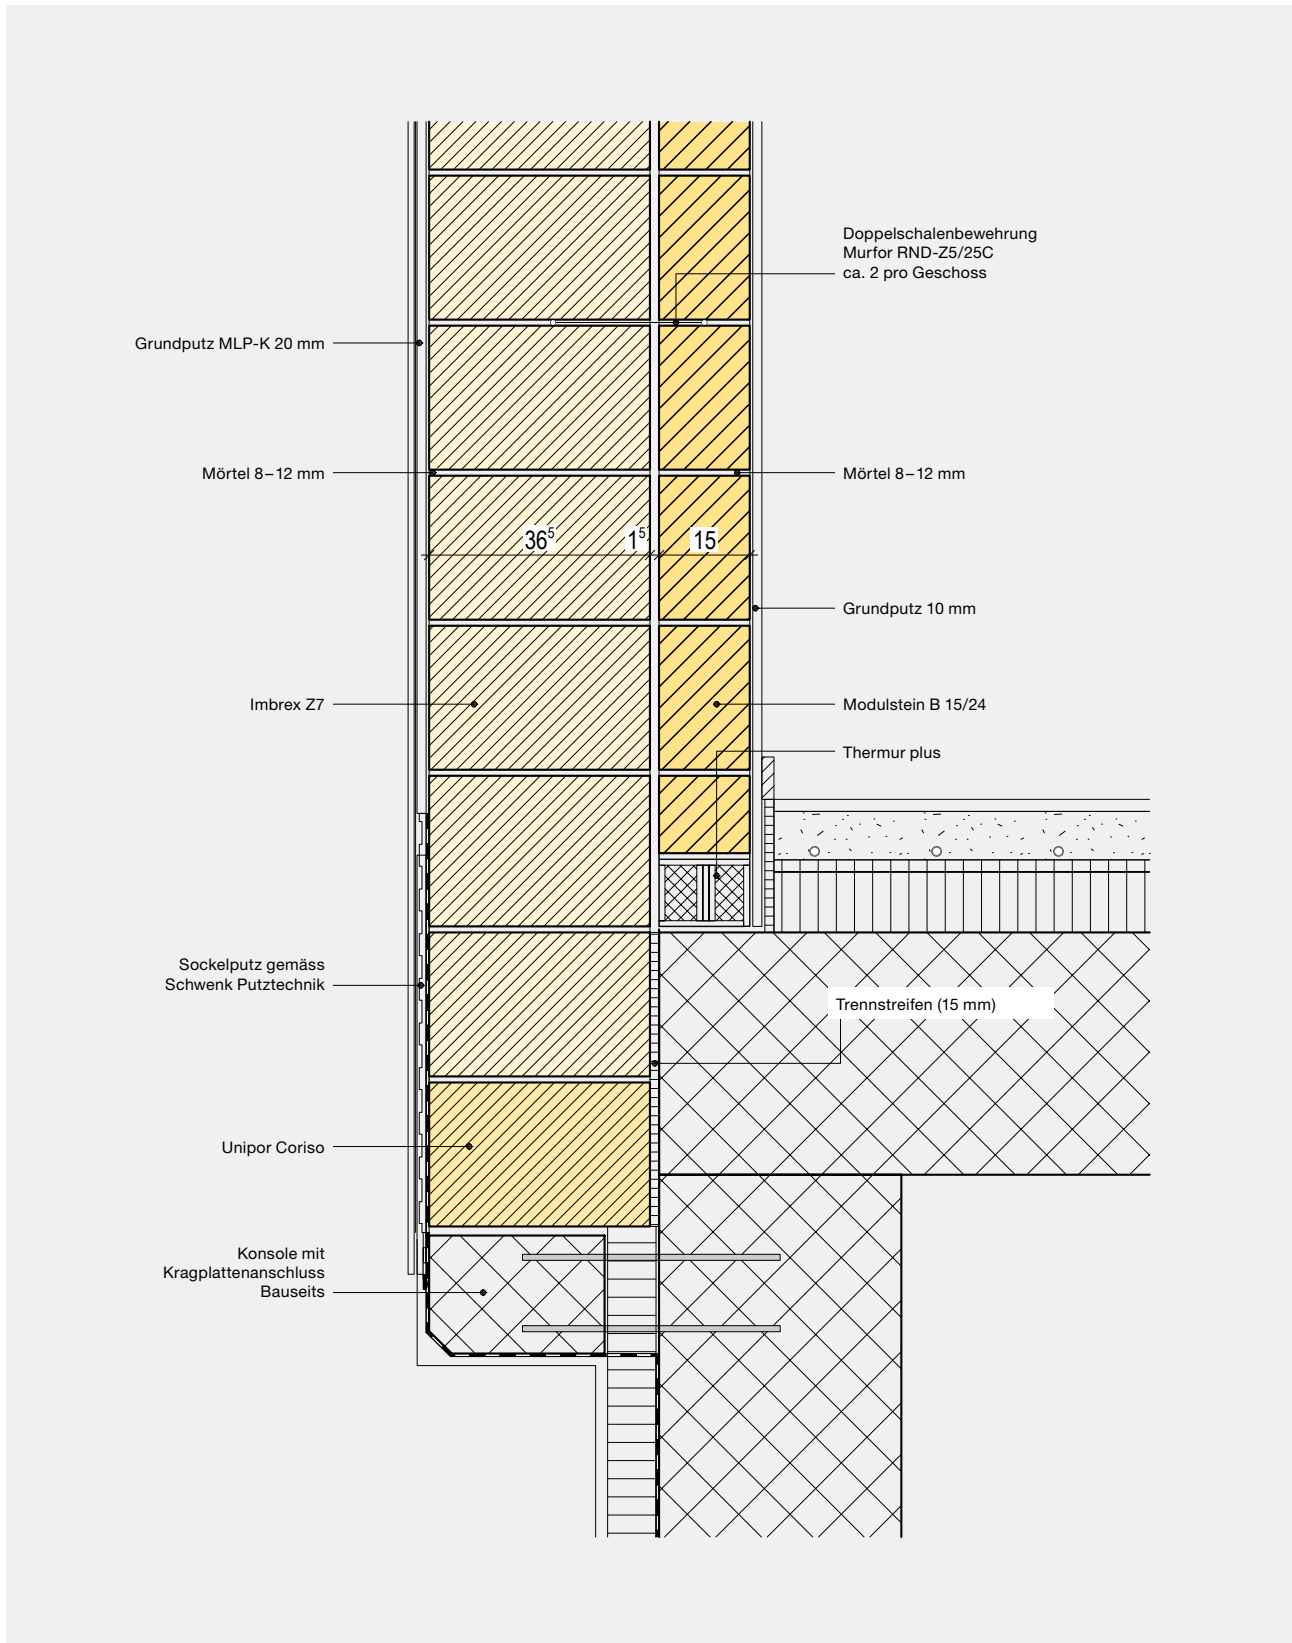 Doppelschalenbewehrung
Murfor RND-Z5/25C
ca. 2 pro Geschoss
Grundputz MLP-K 20 mm
Mörtel 8–12 mm
Mörtel 8–12 mm
36⁵
1⁵
15
Grundputz 10 mm
Imbrex Z7
Modulstein B 15/24
Thermur plus
Sockelputz gemäss
Schwenk Putztechnik
Trennstreifen (15 mm)
Unipor Coriso
Konsole mit
Kragplattenanschluss
Bauseits